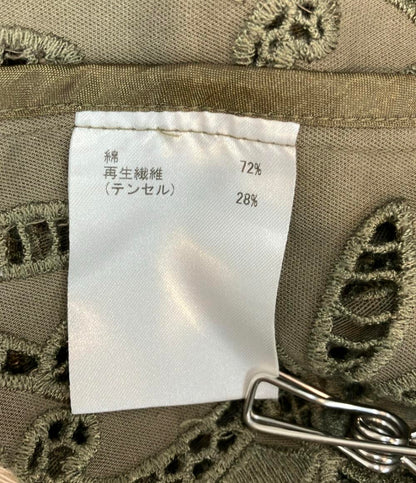 綿 72%
再生繊維
(テンセル) 28%